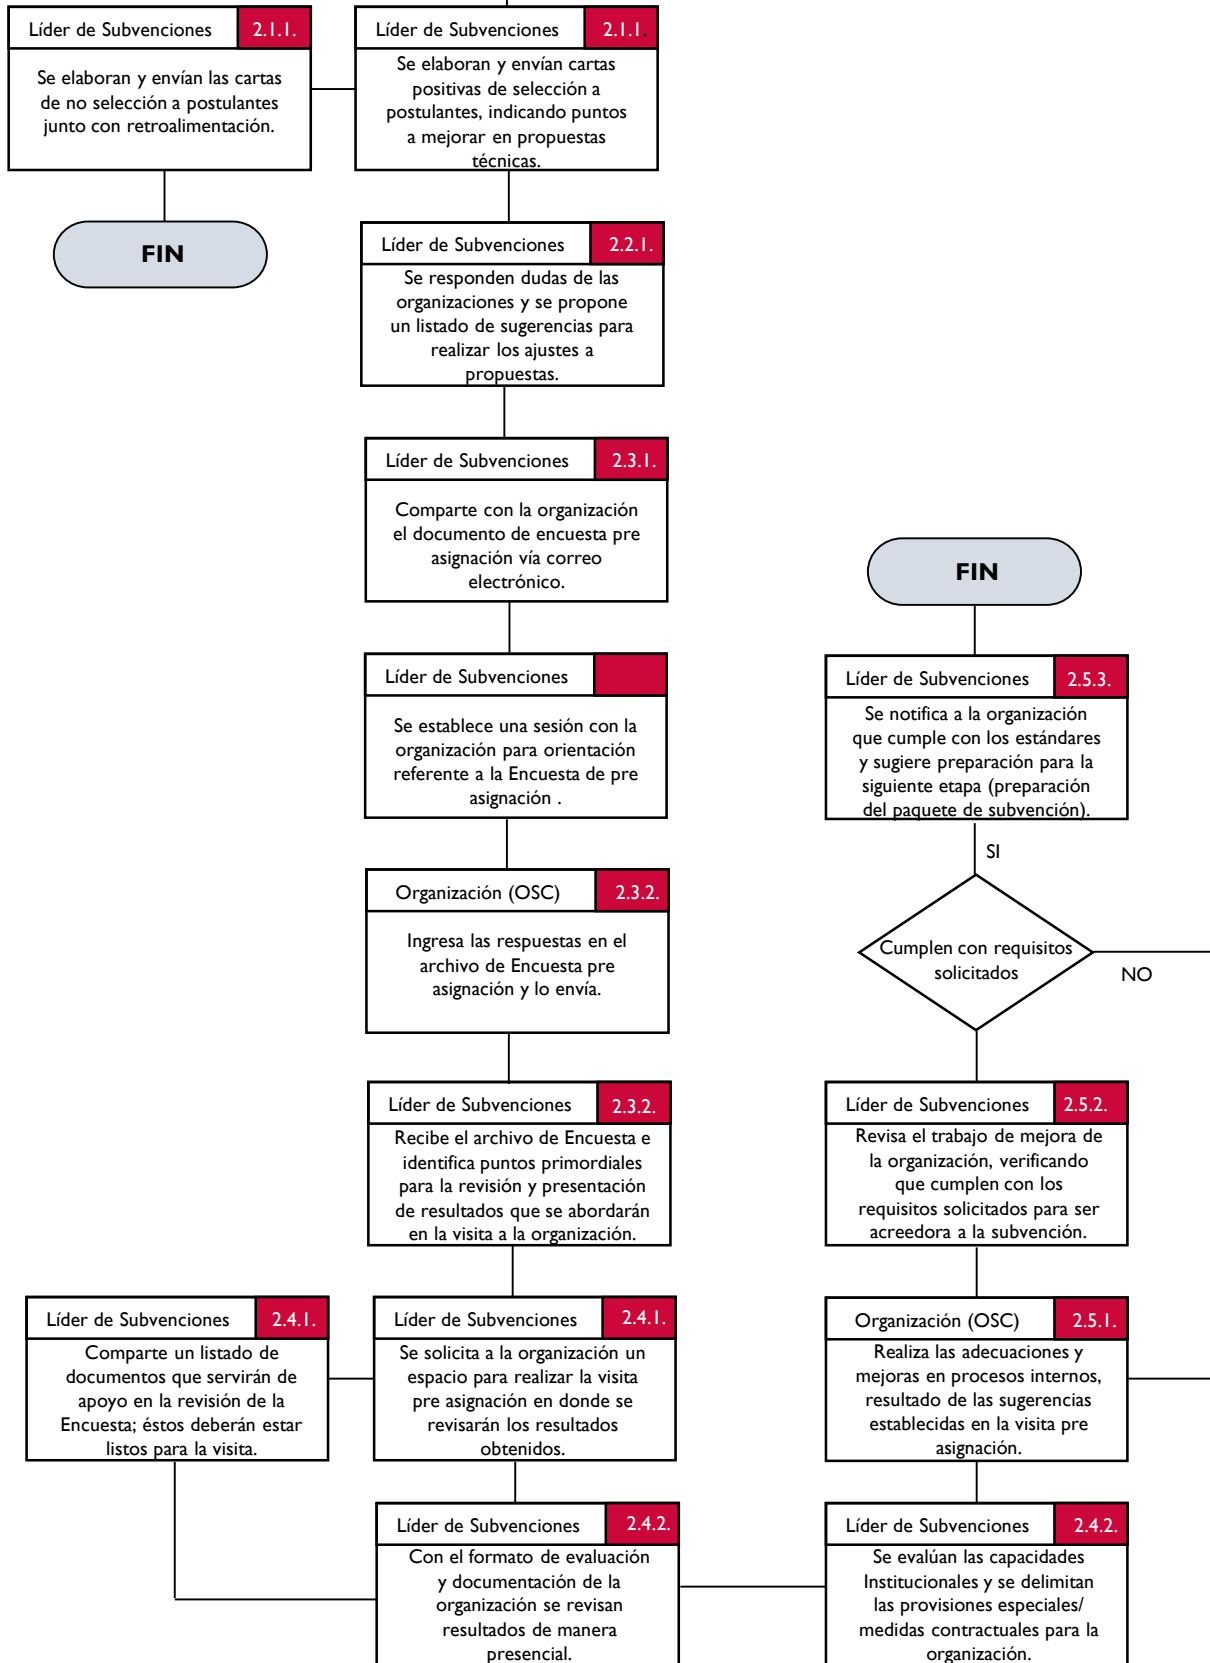 Líder de Subvenciones 2.1.1.
Se elaboran y envían las cartas
de no selección a postulantes
junto con retroalimentación.
FIN
Líder de Subvenciones 2.1.1.
Se elaboran y envían cartas
positivas de selección a
postulantes, indicando puntos
a mejorar en propuestas
técnicas.
Líder de Subvenciones 2.2.1.
Se responden dudas de las
organizaciones y se propone
un listado de sugerencias para
realizar los ajustes a
propuestas.
Líder de Subvenciones 2.3.1.
Comparte con la organización
el documento de encuesta pre
asignación vía correo
electrónico.
Líder de Subvenciones
Se establece una sesión con la
organización para orientación
referente a la Encuesta de pre
asignación .
Organización (OSC) 2.3.2.
Ingresa las respuestas en el
archivo de Encuesta pre
asignación y lo envía.
Líder de Subvenciones 2.3.2.
Recibe el archivo de Encuesta e
identifica puntos primordiales
para la revisión y presentación
de resultados que se abordarán
en la visita a la organización.
Líder de Subvenciones 2.4.1.
Comparte un listado de
documentos que servirán de
apoyo en la revisión de la
Encuesta; éstos deberán estar
listos para la visita.
Líder de Subvenciones 2.4.1.
Se solicita a la organización un
espacio para realizar la visita
pre asignación en donde se
revisarán los resultados
obtenidos.
Líder de Subvenciones 2.4.2.
Con el formato de evaluación
y documentación de la
organización se revisan
resultados de manera
presencial.
FIN
Líder de Subvenciones 2.5.3.
Se notifica a la organización
que cumple con los estándares
y sugiere preparación para la
siguiente etapa (preparación
del paquete de subvención).
SI
Cumplen con requisitos
solicitados
NO
Líder de Subvenciones 2.5.2.
Revisa el trabajo de mejora de
la organización, verificando
que cumplen con los
requisitos solicitados para ser
acreedora a la subvención.
Organización (OSC) 2.5.1.
Realiza las adecuaciones y
mejoras en procesos internos,
resultado de las sugerencias
establecidas en la visita pre
asignación.
Líder de Subvenciones 2.4.2.
Se evalúan las capacidades
Institucionales y se delimitan
las provisiones especiales/
medidas contractuales para la
organización.